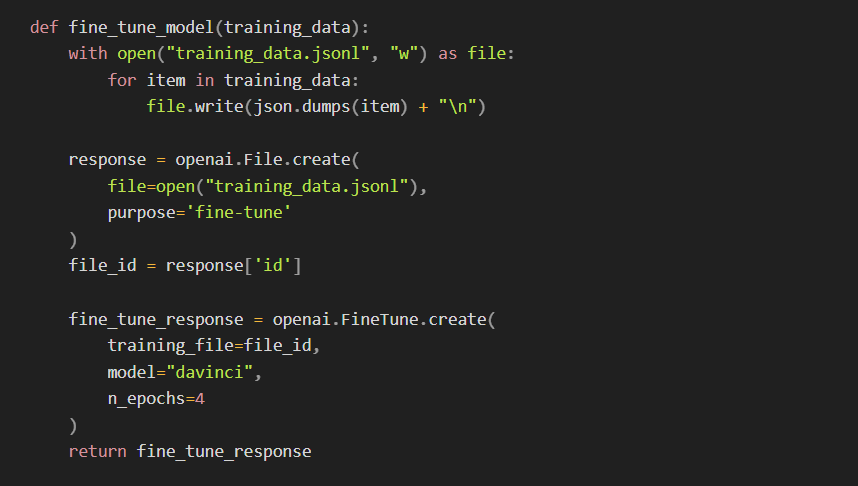 def fine_tune_model(training_data):
    with open("training_data.jsonl", "w") as file:
        for item in training_data:
            file.write(json.dumps(item) + "\n")

    response = openai.File.create(
        file=open("training_data.jsonl"),
        purpose='fine-tune'
    )
    file_id = response['id']

    fine_tune_response = openai.FineTune.create(
        training_file=file_id,
        model="davinci",
        n_epochs=4
    )
    return fine_tune_response